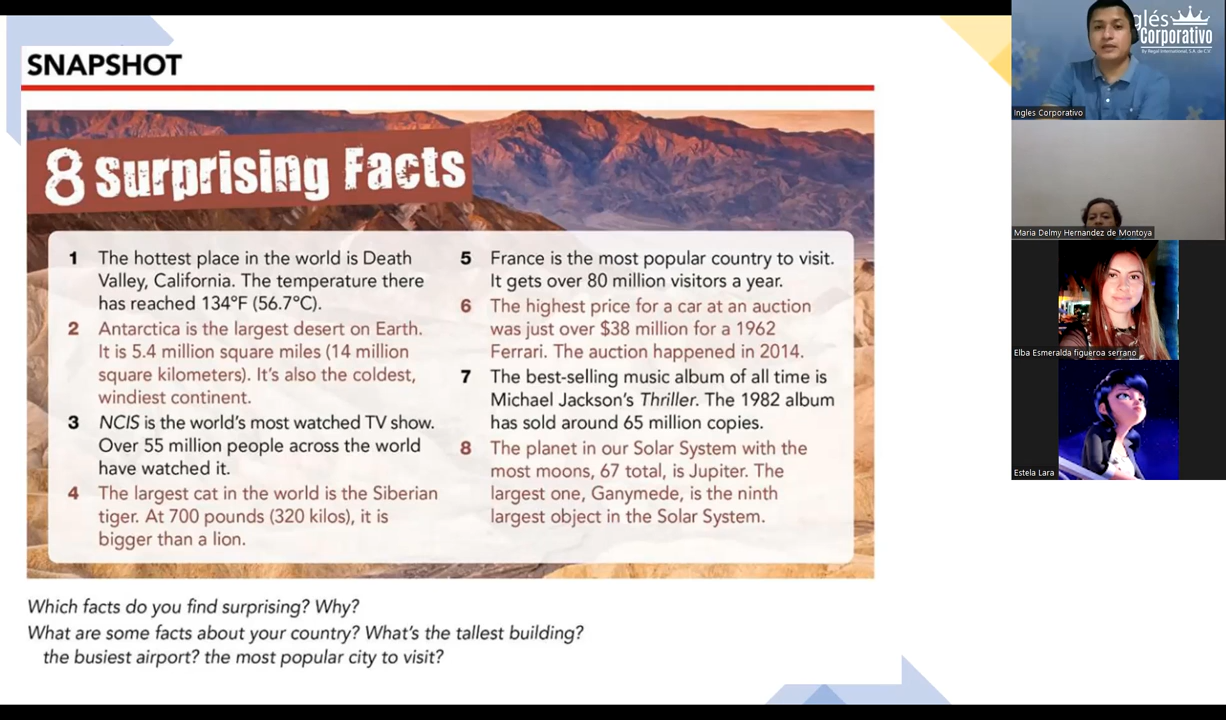 SNAPSHOT
8 Surprising Facts
1 The hottest place in the world is Death
Valley, California. The temperature there
has reached 134°F (56.7°C).
2 Antarctica is the largest desert on Earth.
It is 5.4 million square miles (14 million
square kilometers). It's also the coldest,
windiest continent.
3 NCIS is the world's most watched TV show.
Over 55 million people across the world
have watched it.
4 The largest cat in the world is the Siberian
tiger. At 700 pounds (320 kilos), it is
bigger than a lion.
5 France is the most popular country to visit.
It gets over 80 million visitors a year.
6 The highest price for a car at an auction
was just over $38 million for a 1962
Ferrari. The auction happened in 2014.
7 The best-selling music album of all time is
Michael Jackson's Thriller. The 1982 album
has sold around 65 million copies.
8 The planet in our Solar System with the
most moons, 67 total, is Jupiter. The
largest one, Ganymede, is the ninth
largest object in the Solar System.
Which facts do you find surprising? Why?
What are some facts about your country? What's the tallest building?
the busiest airport? the most popular city to visit?
glés
Corporativo
By Regal International, S.A. de C.V.
Ingles Corporativo
Maria Delmy Hernandez de Montoya
Elba Esmeralda figueroa serrano
Estela Lara